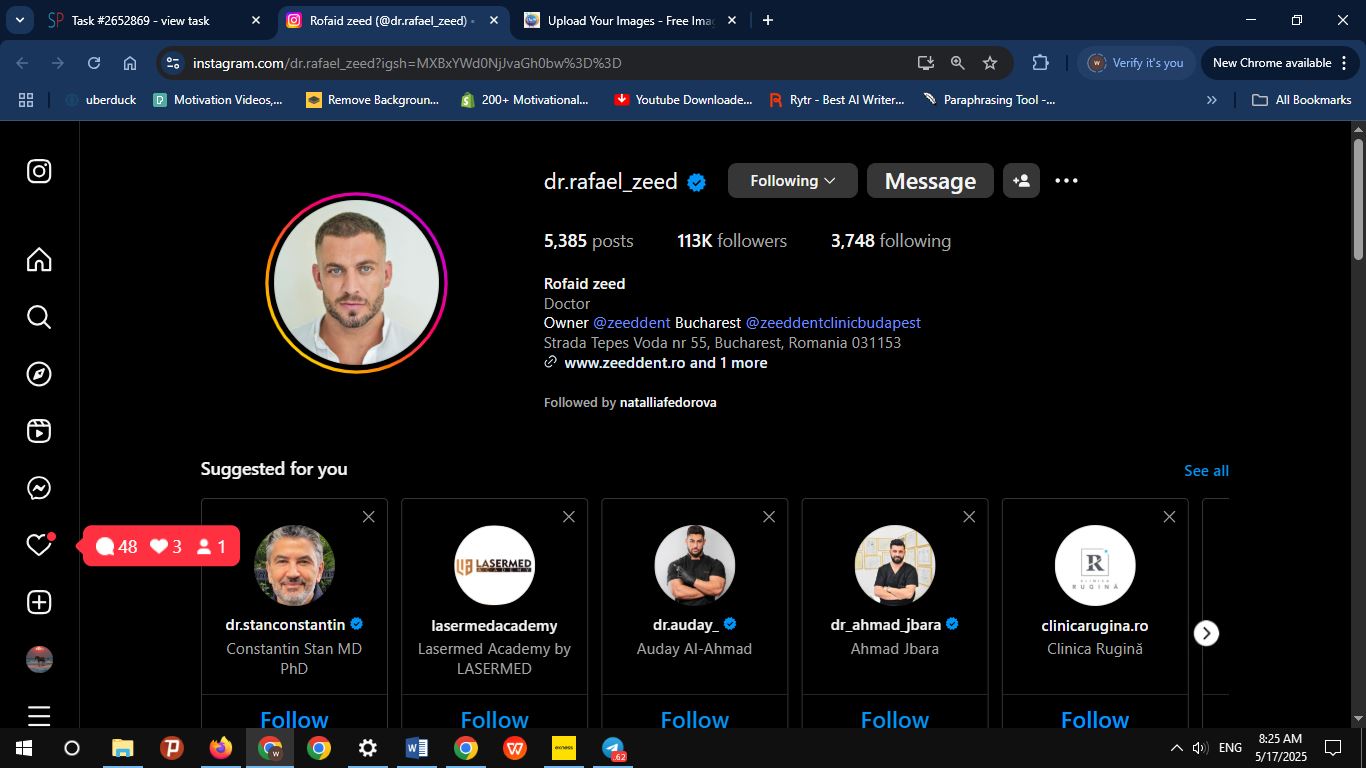 Task #2652869 - view task
Rofaid zeed (@dr.rafael_zeed) •
Upload Your Images - Free Imag
instagram.com/dr.rafael_zeed?igsh=MXBxYWd0NjJvaGh0bw%3D%3D
Verify it's you
New Chrome available
uberduck
Motivation Videos,...
Remove Backgroun...
200+ Motivational...
Youtube Downloade...
Rytr - Best AI Writer...
Paraphrasing Tool -...
All Bookmarks
dr.rafael_zeed
Following
Message
5,385 posts 113K followers 3,748 following
Rofaid zeed
Doctor
Owner @zeeddent Bucharest @zeeddentclinicbudapest
Strada Tepes Voda nr 55, Bucharest, Romania 031153
www.zeeddent.ro and 1 more
Followed by natalliafedorova
Suggested for you
See all
48 3 1
LASERMED
ACADEMY
R
CLINICA
RUGINĂ
dr.stanconstantin
Constantin Stan MD
PhD
Follow
lasermedacademy
Lasermed Academy by
LASERMED
Follow
dr.auday_
Auday Al-Ahmad
Follow
dr_ahmad_jbara
Ahmad Jbara
Follow
clinicarugina.ro
Clinica Rugină
Follow
exness
62
ENG
8:25 AM
5/17/2025